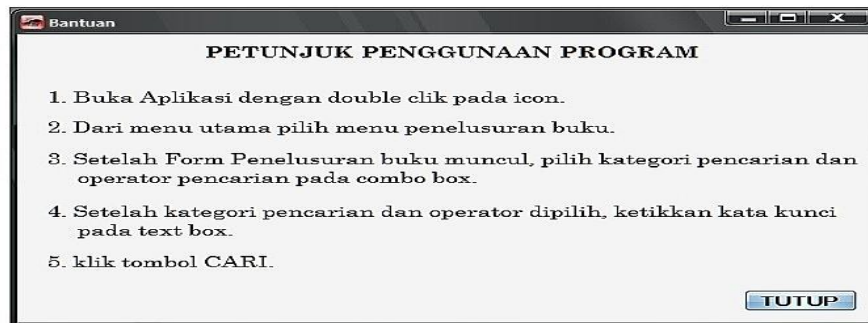 Bantuan
PETUNJUK PENGGUNAAN PROGRAM
1. Buka Aplikasi dengan double clik pada icon.
2. Dari menu utama pilih menu penelusuran buku.
3. Setelah Form Penelusuran buku muncul, pilih kategori pencarian dan
operator pencarian pada combo box.
4. Setelah kategori pencarian dan operator dipilih, ketikkan kata kunci
pada text box.
5. klik tombol CARI.
TUTUP